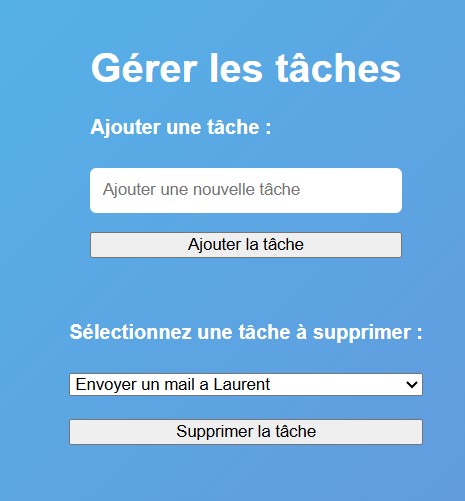 Gérer les tâches
Ajouter une tâche :
Ajouter une nouvelle tâche
Ajouter la tâche
Sélectionnez une tâche à supprimer :
Envoyer un mail a Laurent
Supprimer la tâche